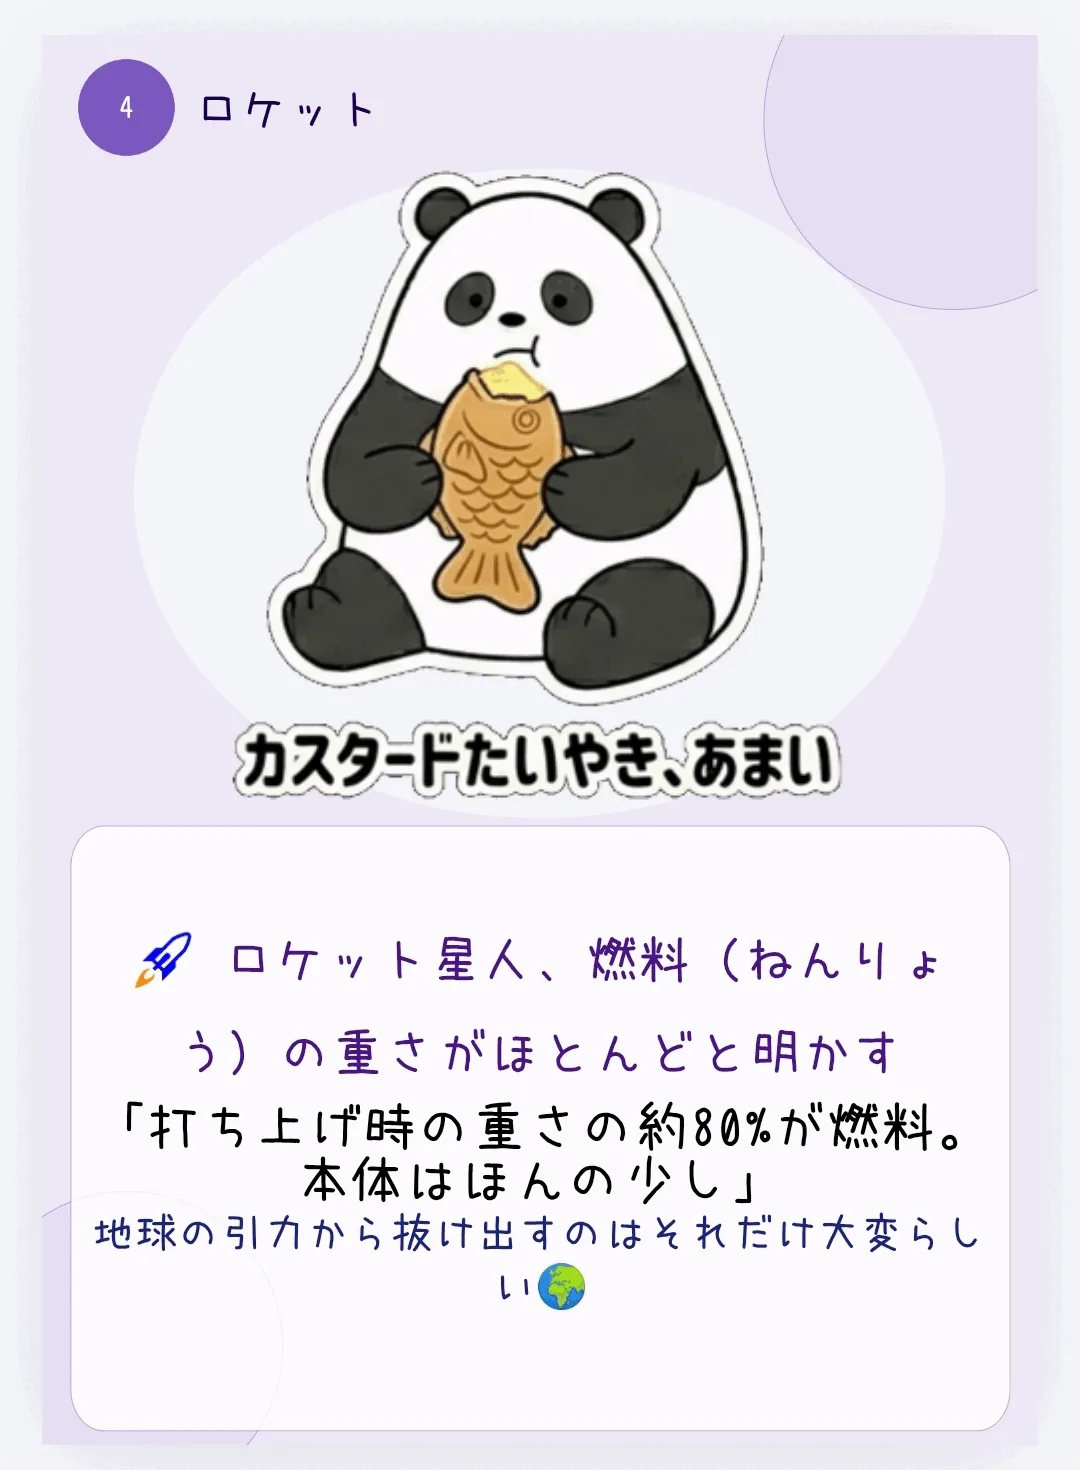 4 ロケット
カスタードたいやき、あまい
🚀 ロケット星人、燃料（ねんりょ
う）の重さがほとんどと明かす
「打ち上げ時の重さの約80%が燃料。
本体はほんの少し」
地球の引力から抜け出すのはそれだけ大変らし
い🌍